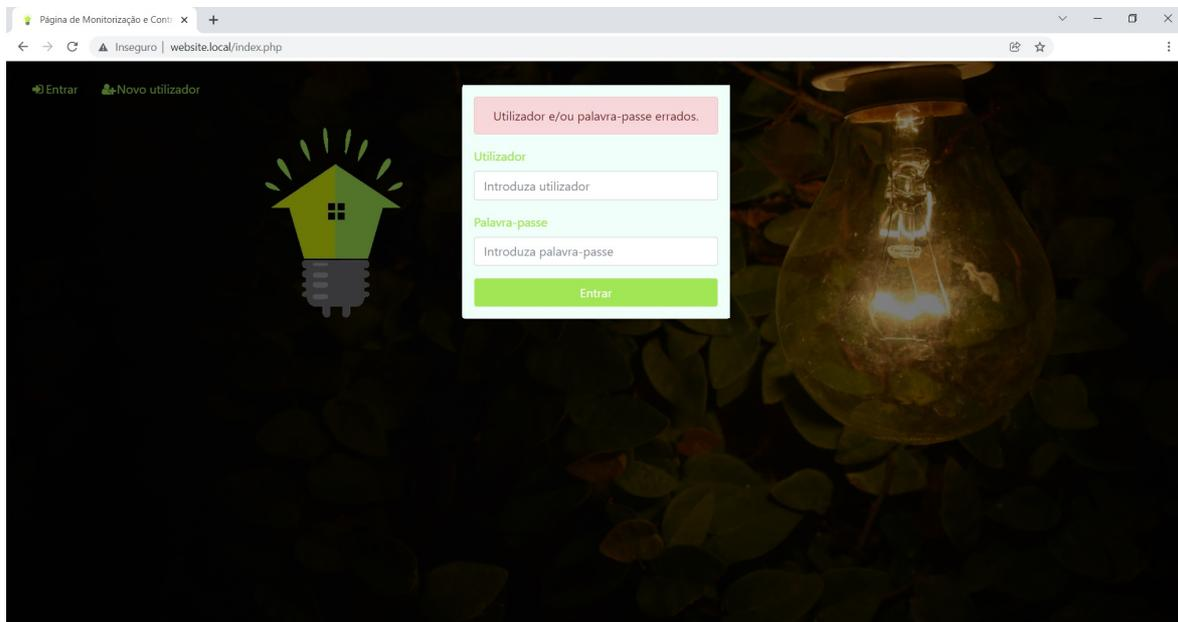 Página de Monitorização e Contr
Inseguro | website.local/index.php
Entrar
Novo utilizador
Utilizador e/ou palavra-passe errados.
Utilizador
Introduza utilizador
Palavra-passe
Introduza palavra-passe
Entrar